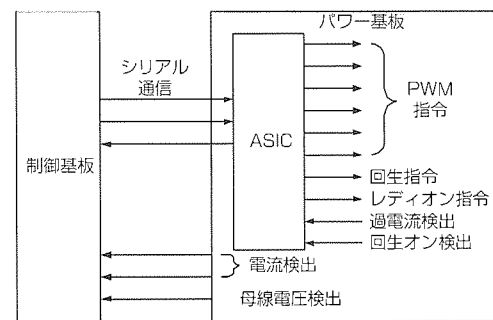 パワー基板
シリアル
通信
PWM
指令
ASIC
制御基板
回生指令
レディオン指令
過電流検出
回生オン検出
電流検出
母線電圧検出